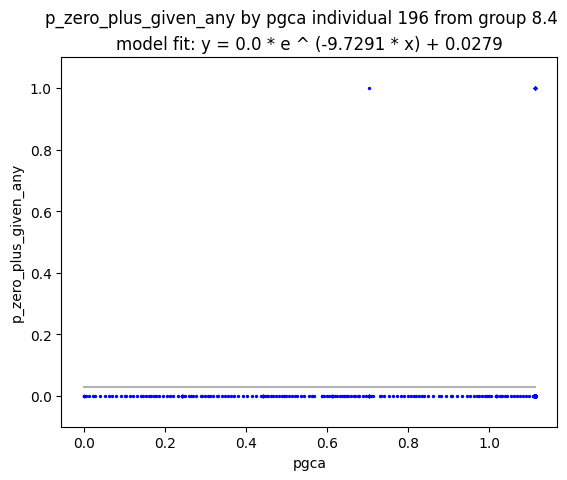 p_zero_plus_given_any by pgca individual 196 from group 8.4
model fit: y = 0.0 * e ^ (-9.7291 * x) + 0.0279
1.0
0.8
0.6
0.4
0.2
0.0
p_zero_plus_given_any
0.0 0.2 0.4 0.6 0.8 1.0
pgca